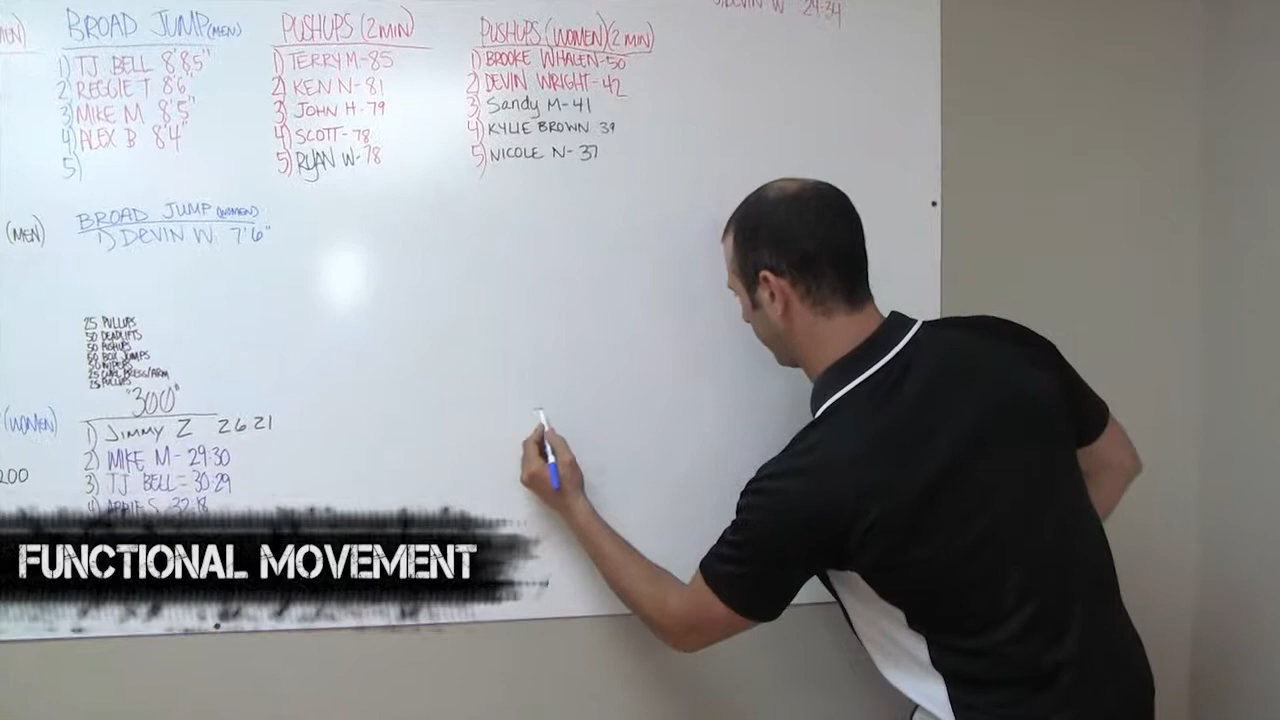 MEN)
BROAD JUMP (MEN)
1) TJ BELL 8'8.5"
2) REGGIE T 8'6"
3) MIKE M 8'5"
4) ALEX B 8'4"
5)
PUSHUPS (2MIN)
1) TERRY M-85
2) KEN N-81
3) JOHN H-79
4) SCOTT-78
5) RYAN W-78
PUSHUPS (WOMEN)(2 MIN)
1) BROOKE WHALEN-50
2) DEVIN WRIGHT-42
3) Sandy M-41
4) KYLIE BROWN 39
5) NICOLE N-37
DEVIN W 24:34
(MEN)
BROAD JUMP (WOMEN)
1) DEVIN W. 7'6"
25 PULLUPS
50 DEADLIFTS
50 PUSHUPS
50 BOX JUMPS
50 WIPERS
25 PRESS/ARM
25 PULLUPS
"300"
(WOMEN)
1) JIMMY Z 26:21
2) MIKE M-29:30
200
3) TJ BELL=30:29
4) 32:18
FUNCTIONAL MOVEMENT